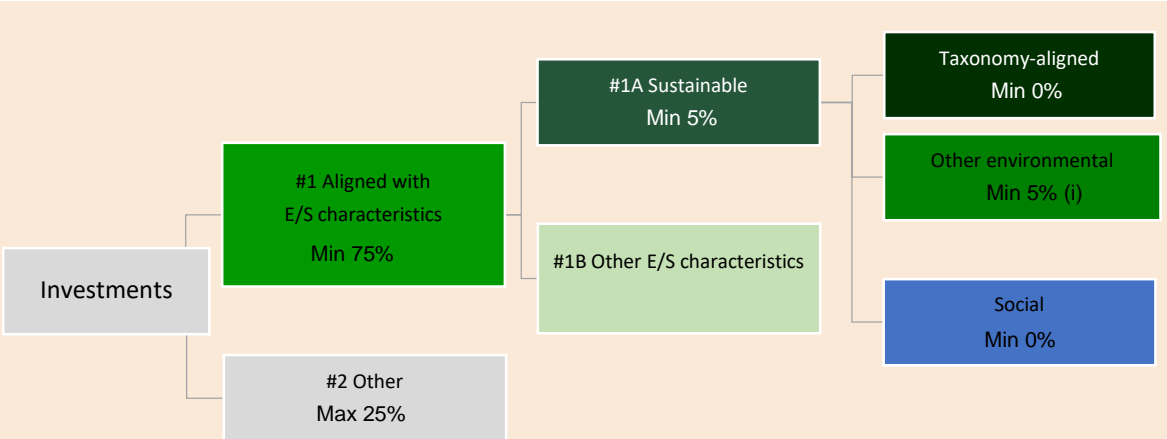 Investments
#1 Aligned with
E/S characteristics
Min 75%
#2 Other
Max 25%
#1A Sustainable
Min 5%
#1B Other E/S characteristics
Taxonomy-aligned
Min 0%
Other environmental
Min 5% (i)
Social
Min 0%